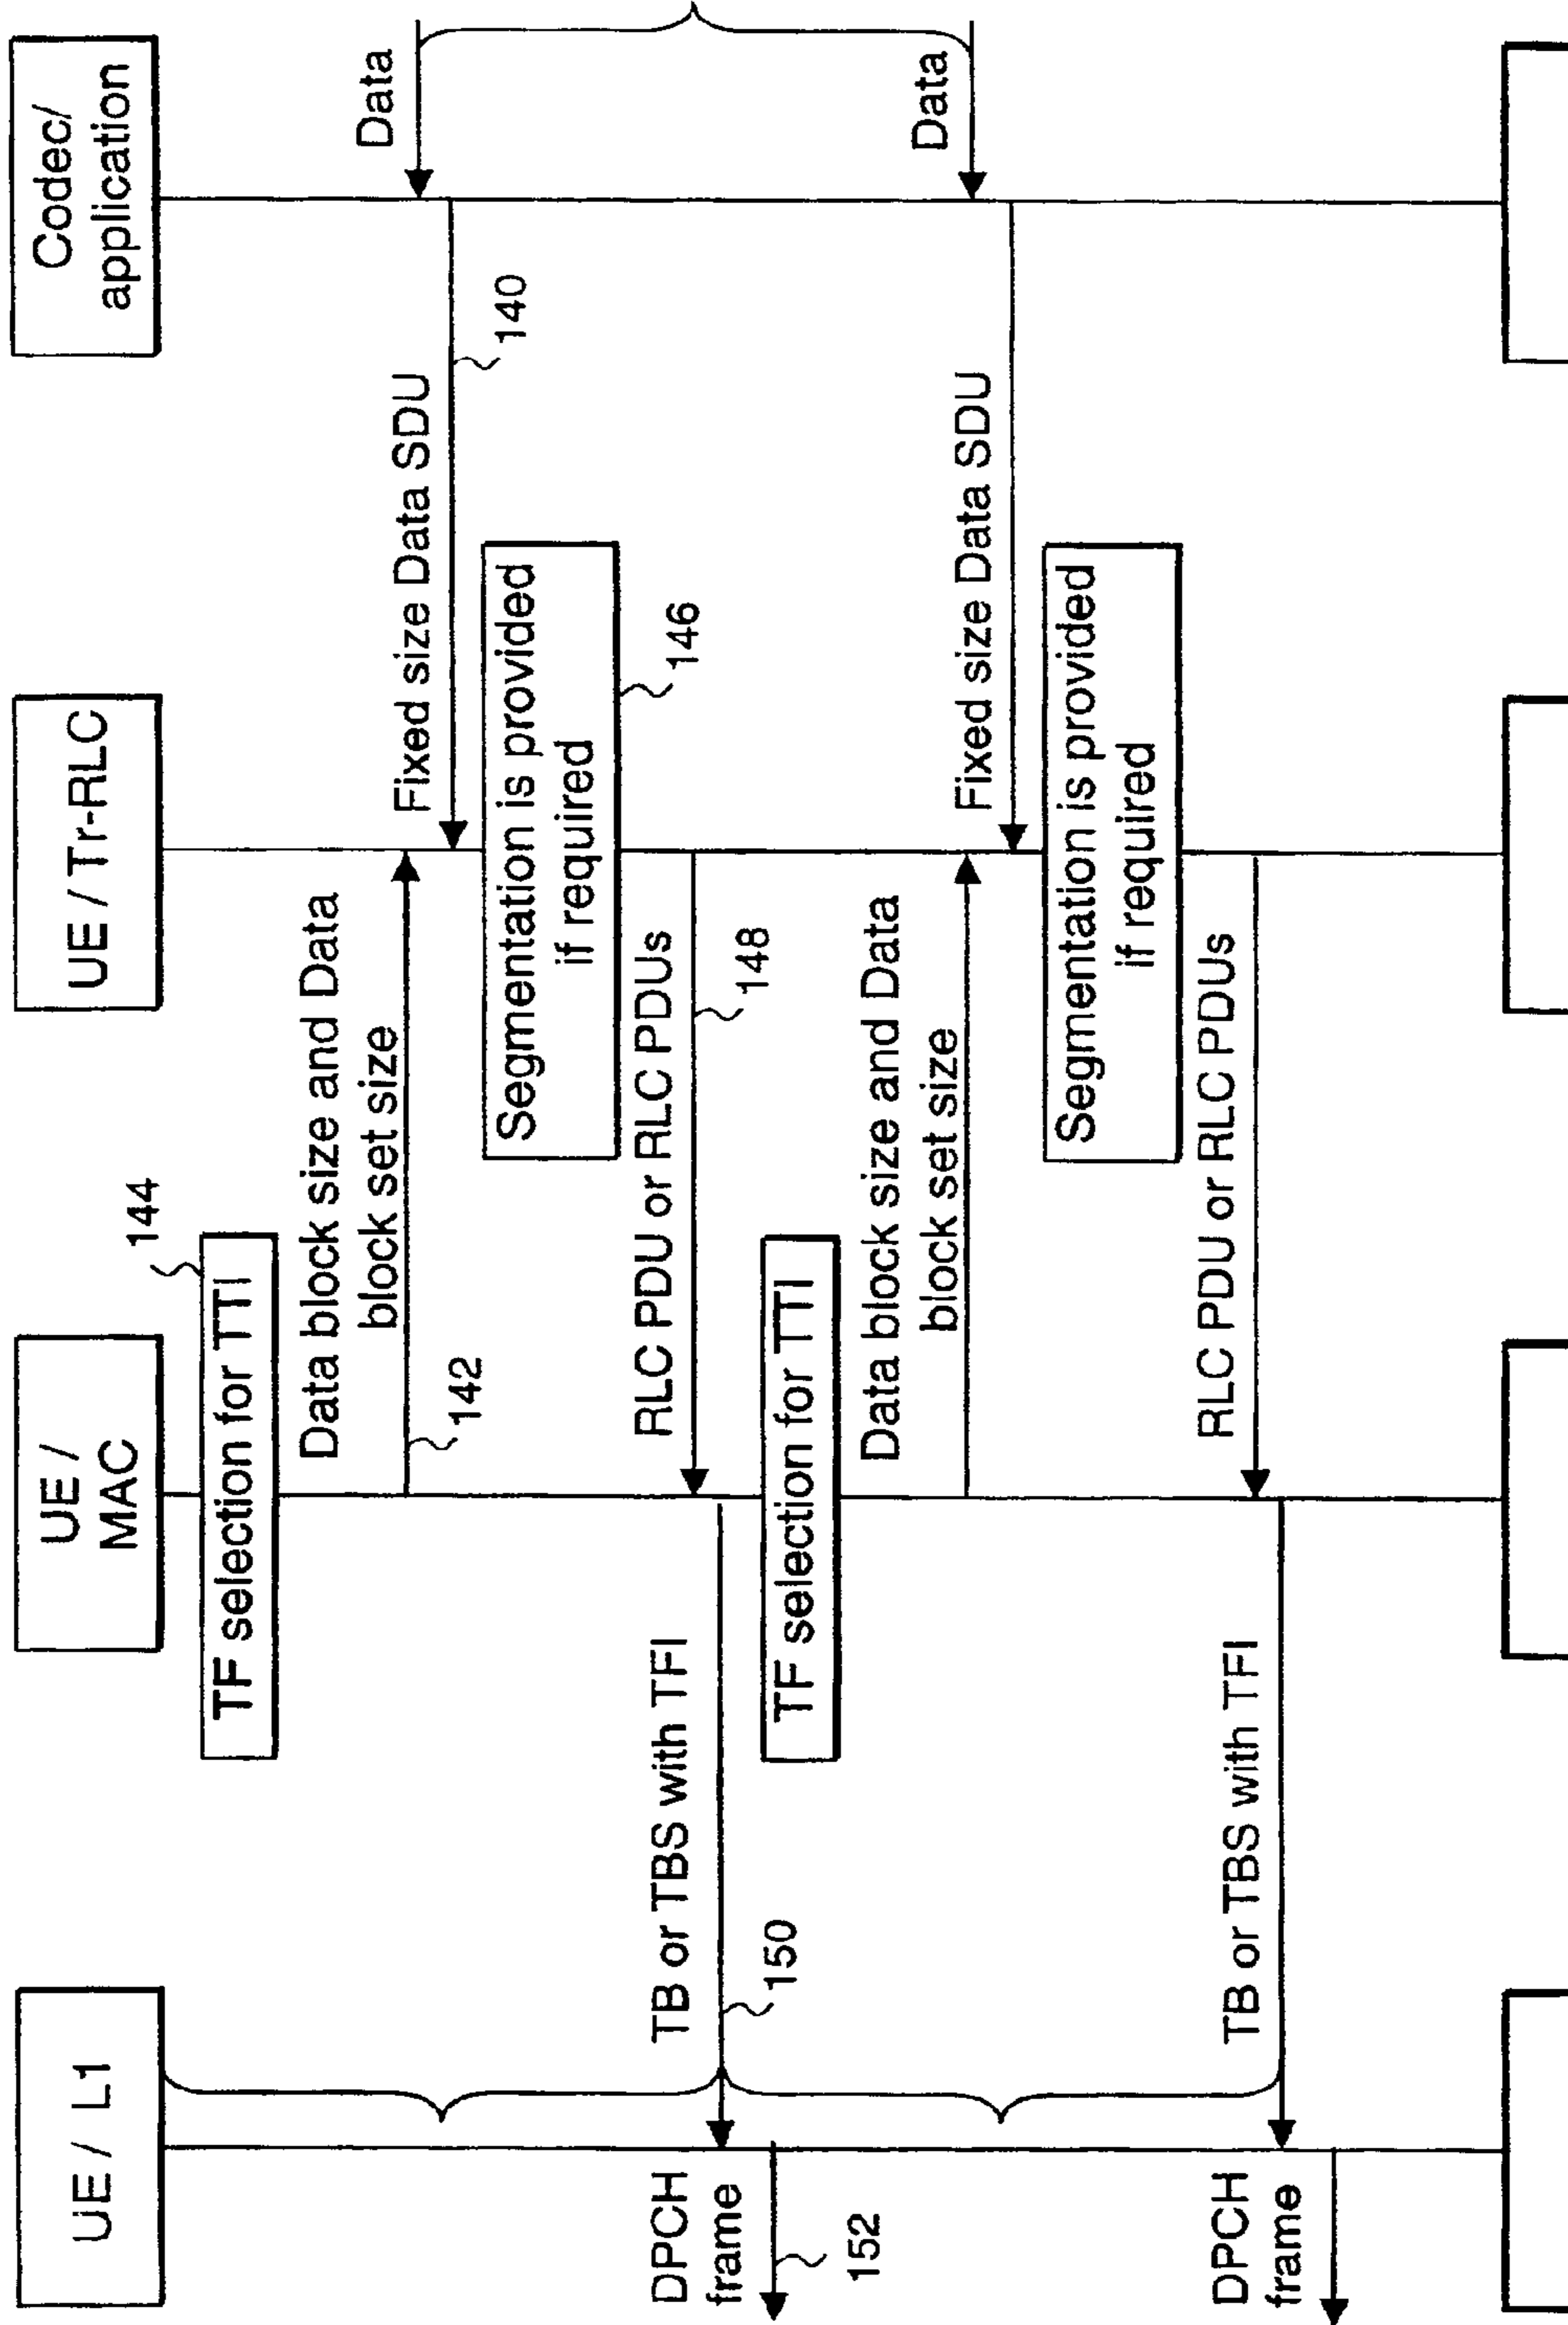 UE / L1
UE /
MAC
UE / Tr-RLC
Codec/
application
144
TF selection for TTI
Data block size and Data
block set size
142
Data
Fixed size Data SDU
140
Segmentation is provided
if required
146
RLC PDU or RLC PDUs
148
TB or TBS with TFI
150
DPCH
frame
152
TF selection for TTI
Data block size and Data
block set size
Data
Fixed size Data SDU
Segmentation is provided
if required
RLC PDU or RLC PDUs
TB or TBS with TFI
DPCH
frame